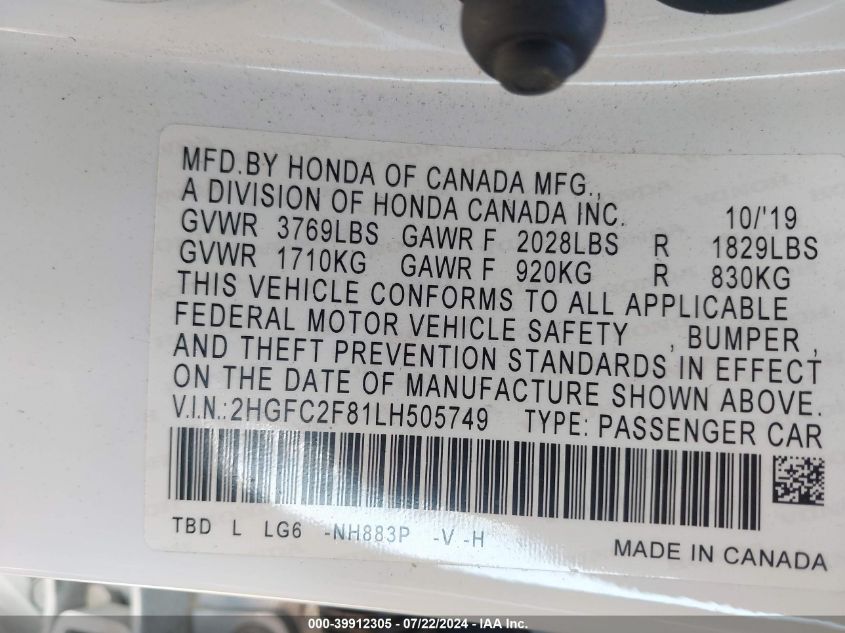 MFD.BY HONDA OF CANADA MFG.,
A DIVISION OF HONDA CANADA INC. 10/'19
GVWR 3769LBS GAWR F 2028LBS R 1829LBS
GVWR 1710KG GAWR F 920KG R 830KG
THIS VEHICLE CONFORMS TO ALL APPLICABLE
FEDERAL MOTOR VEHICLE SAFETY , BUMPER ,
AND THEFT PREVENTION STANDARDS IN EFFECT
ON THE DATE OF MANUFACTURE SHOWN ABOVE.
V.I.N.:2HGFC2F81LH505749 TYPE: PASSENGER CAR
TBD L LG6 -NH883P -V -H
MADE IN CANADA
000-39912305 - 07/22/2024 - IAA Inc.